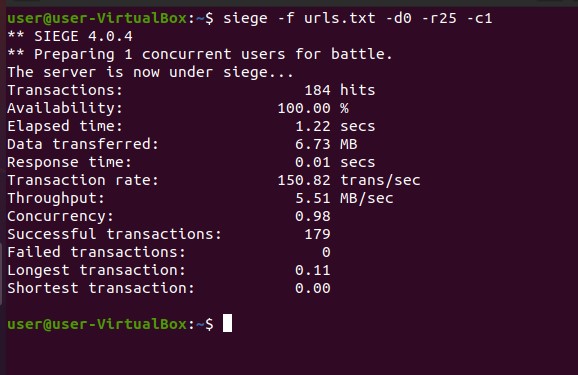 user@user-VirtualBox:~$ siege -f urls.txt -d0 -r25 -c1
** SIEGE 4.0.4
** Preparing 1 concurrent users for battle.
The server is now under siege...
Transactions: 184 hits
Availability: 100.00 %
Elapsed time: 1.22 secs
Data transferred: 6.73 MB
Response time: 0.01 secs
Transaction rate: 150.82 trans/sec
Throughput: 5.51 MB/sec
Concurrency: 0.98
Successful transactions: 179
Failed transactions: 0
Longest transaction: 0.11
Shortest transaction: 0.00
user@user-VirtualBox:~$